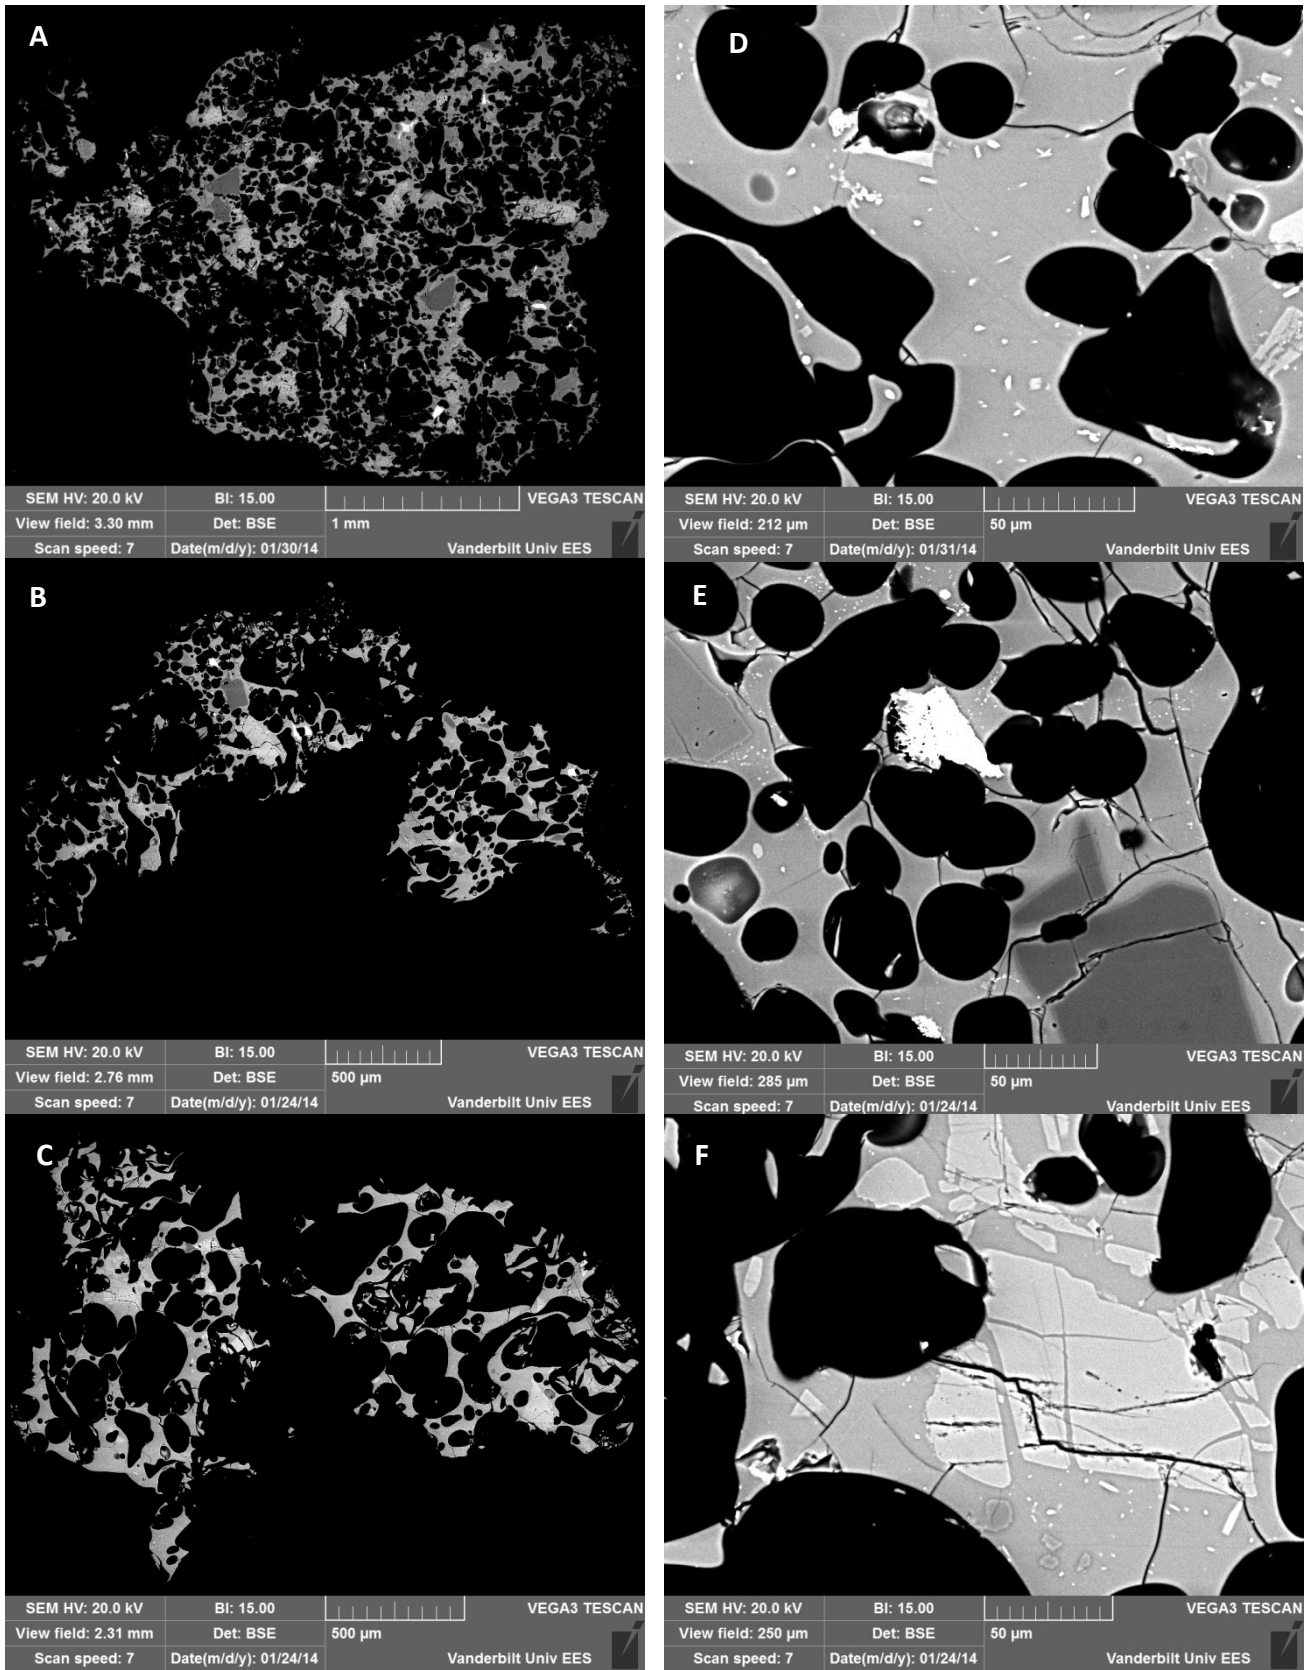 A
SEM HV: 20.0 kV BI: 15.00 VEGA3 TESCAN
View field: 3.30 mm Det: BSE 1 mm
Scan speed: 7 Date(m/d/y): 01/30/14 Vanderbilt Univ EES
B
SEM HV: 20.0 kV BI: 15.00 VEGA3 TESCAN
View field: 2.76 mm Det: BSE 500 µm
Scan speed: 7 Date(m/d/y): 01/24/14 Vanderbilt Univ EES
C
SEM HV: 20.0 kV BI: 15.00 VEGA3 TESCAN
View field: 2.31 mm Det: BSE 500 µm
Scan speed: 7 Date(m/d/y): 01/24/14 Vanderbilt Univ EES
D
SEM HV: 20.0 kV BI: 15.00 VEGA3 TESCAN
View field: 212 µm Det: BSE 50 µm
Scan speed: 7 Date(m/d/y): 01/31/14 Vanderbilt Univ EES
E
SEM HV: 20.0 kV BI: 15.00 VEGA3 TESCAN
View field: 285 µm Det: BSE 50 µm
Scan speed: 7 Date(m/d/y): 01/24/14 Vanderbilt Univ EES
F
SEM HV: 20.0 kV BI: 15.00 VEGA3 TESCAN
View field: 250 µm Det: BSE 50 µm
Scan speed: 7 Date(m/d/y): 01/24/14 Vanderbilt Univ EES